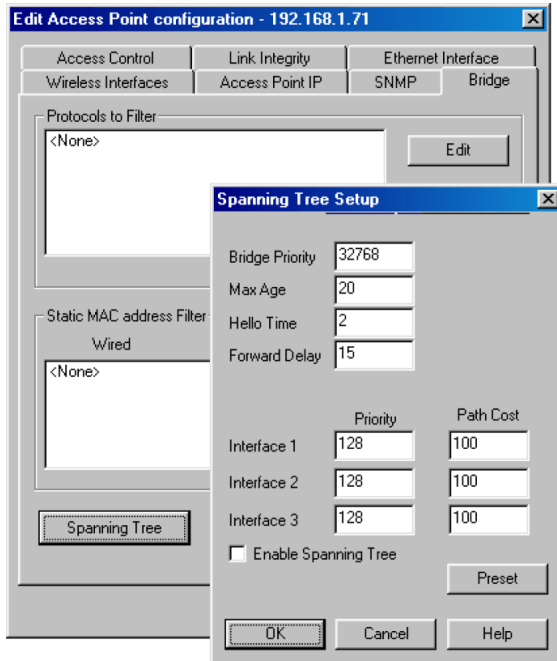 Edit Access Point configuration - 192.168.1.71
Access Control Link Integrity Ethernet Interface
Wireless Interfaces Access Point IP SNMP Bridge
Protocols to Filter
<None>
Edit
Static MAC address Filter
Wired
<None>
Spanning Tree
Spanning Tree Setup
Bridge Priority 32768
Max Age 20
Hello Time 2
Forward Delay 15
Priority Path Cost
Interface 1 128 100
Interface 2 128 100
Interface 3 128 100
Enable Spanning Tree
Preset
OK Cancel Help